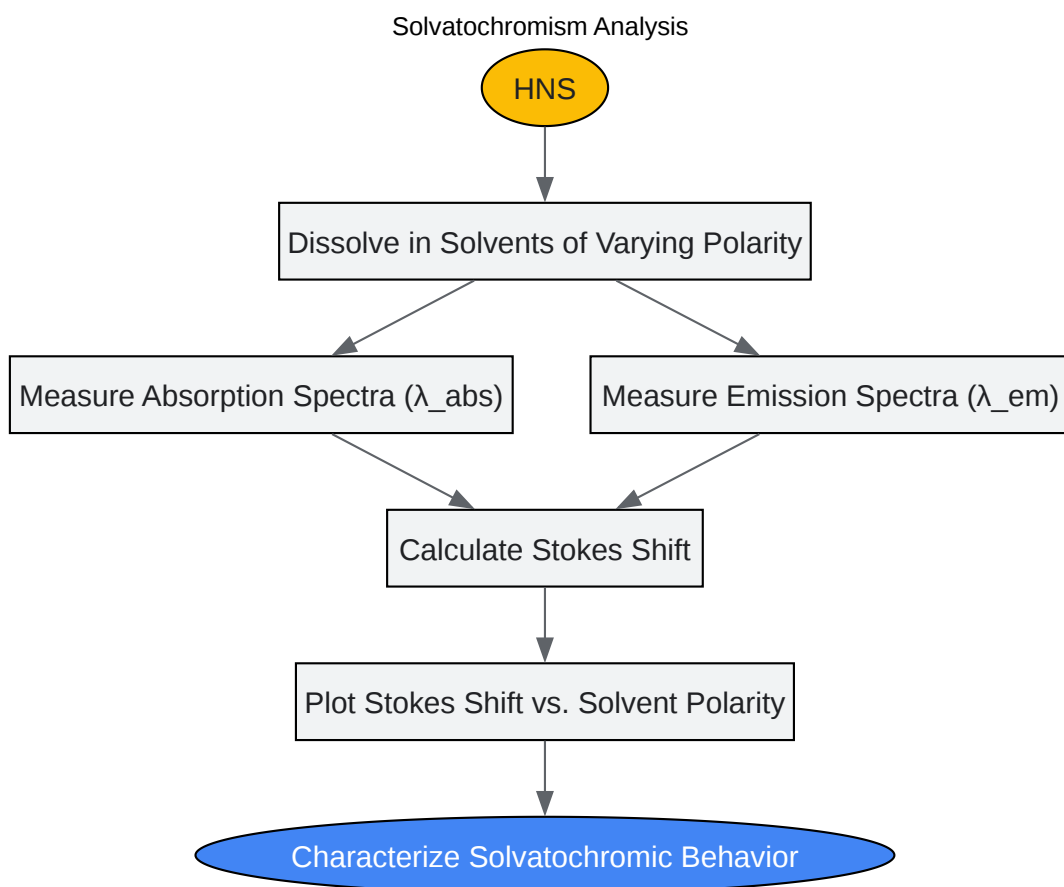 Solvatochromism Analysis
HNS
Dissolve in Solvents of Varying Polarity
Measure Absorption Spectra (λ_abs)
Measure Emission Spectra (λ_em)
Calculate Stokes Shift
Plot Stokes Shift vs. Solvent Polarity
Characterize Solvatochromic Behavior